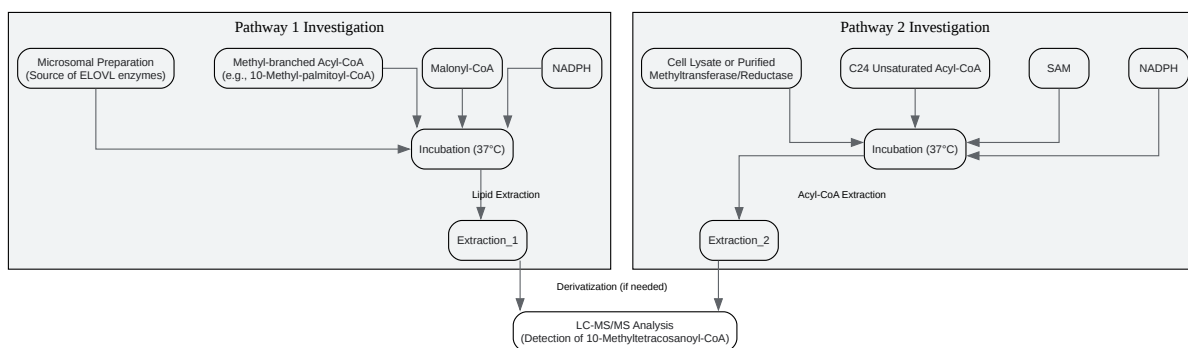 Pathway 1 Investigation
Microsomal Preparation
(Source of ELOVL enzymes)
Methyl-branched Acyl-CoA
(e.g., 10-Methyl-palmitoyl-CoA)
Malonyl-CoA
NADPH
Incubation (37°C)
Lipid Extraction
Extraction_1
Pathway 2 Investigation
Cell Lysate or Purified
Methyltransferase/Reductase
C24 Unsaturated Acyl-CoA
SAM
NADPH
Incubation (37°C)
Acyl-CoA Extraction
Extraction_2
Derivatization (if needed)
LC-MS/MS Analysis
(Detection of 10-Methyltetracosanoyl-CoA)